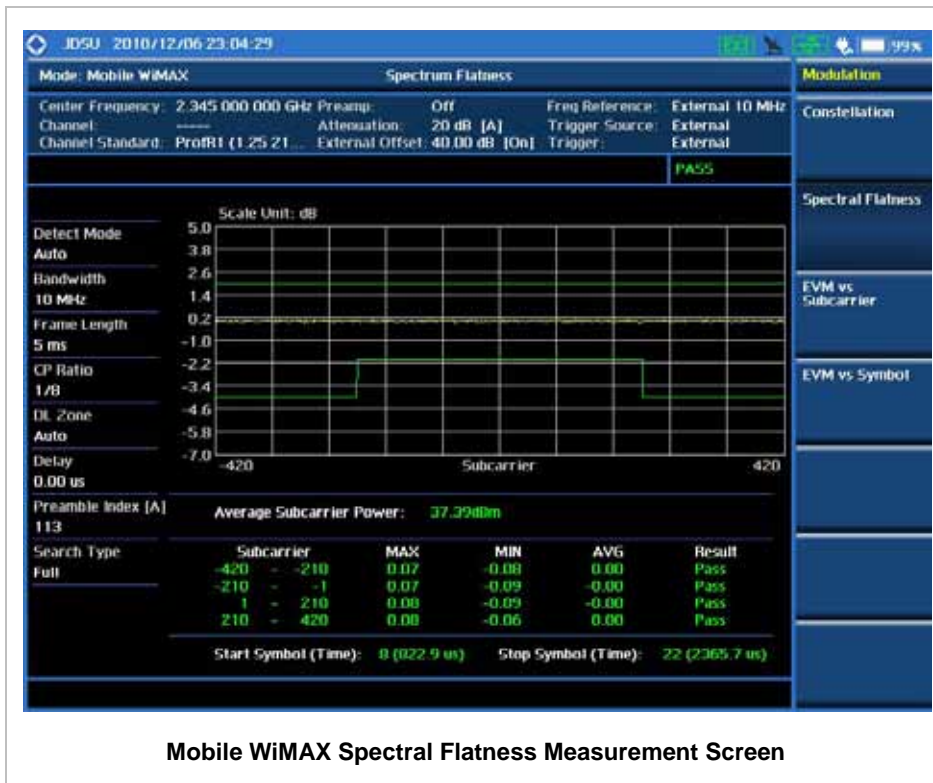 JDSU 2010/12/06 23:04:29 EXT 99%
Mode: Mobile WiMAX Spectrum Flatness Modulation
Center Frequency: 2.345 000 000 GHz Preamp: Off Freq Reference: External 10 MHz
Channel: ----- Attenuation: 20 dB [A] Trigger Source: External
Channel Standard: ProfR1 (1.25 21... External Offset: 40.00 dB [On] Trigger: External
PASS
Constellation
Spectral Flatness
EVM vs
Subcarrier
EVM vs Symbol
Detect Mode
Auto
Bandwidth
10 MHz
Frame Length
5 ms
CP Ratio
1/8
DL Zone
Auto
Delay
0.00 us
Preamble Index [A]
113
Search Type
Full
Scale Unit: dB
5.0
3.8
2.6
1.4
0.2
-1.0
-2.2
-3.4
-4.6
-5.8
-7.0
-420 Subcarrier 420
Average Subcarrier Power: 37.39dBm
Subcarrier MAX MIN AVG Result
-420 - -210 0.07 -0.08 0.00 Pass
-210 - -1 0.07 -0.09 -0.00 Pass
1 - 210 0.08 -0.09 -0.00 Pass
210 - 420 0.08 -0.06 0.00 Pass
Start Symbol (Time): 8 (822.9 us) Stop Symbol (Time): 22 (2365.7 us)
Mobile WiMAX Spectral Flatness Measurement Screen